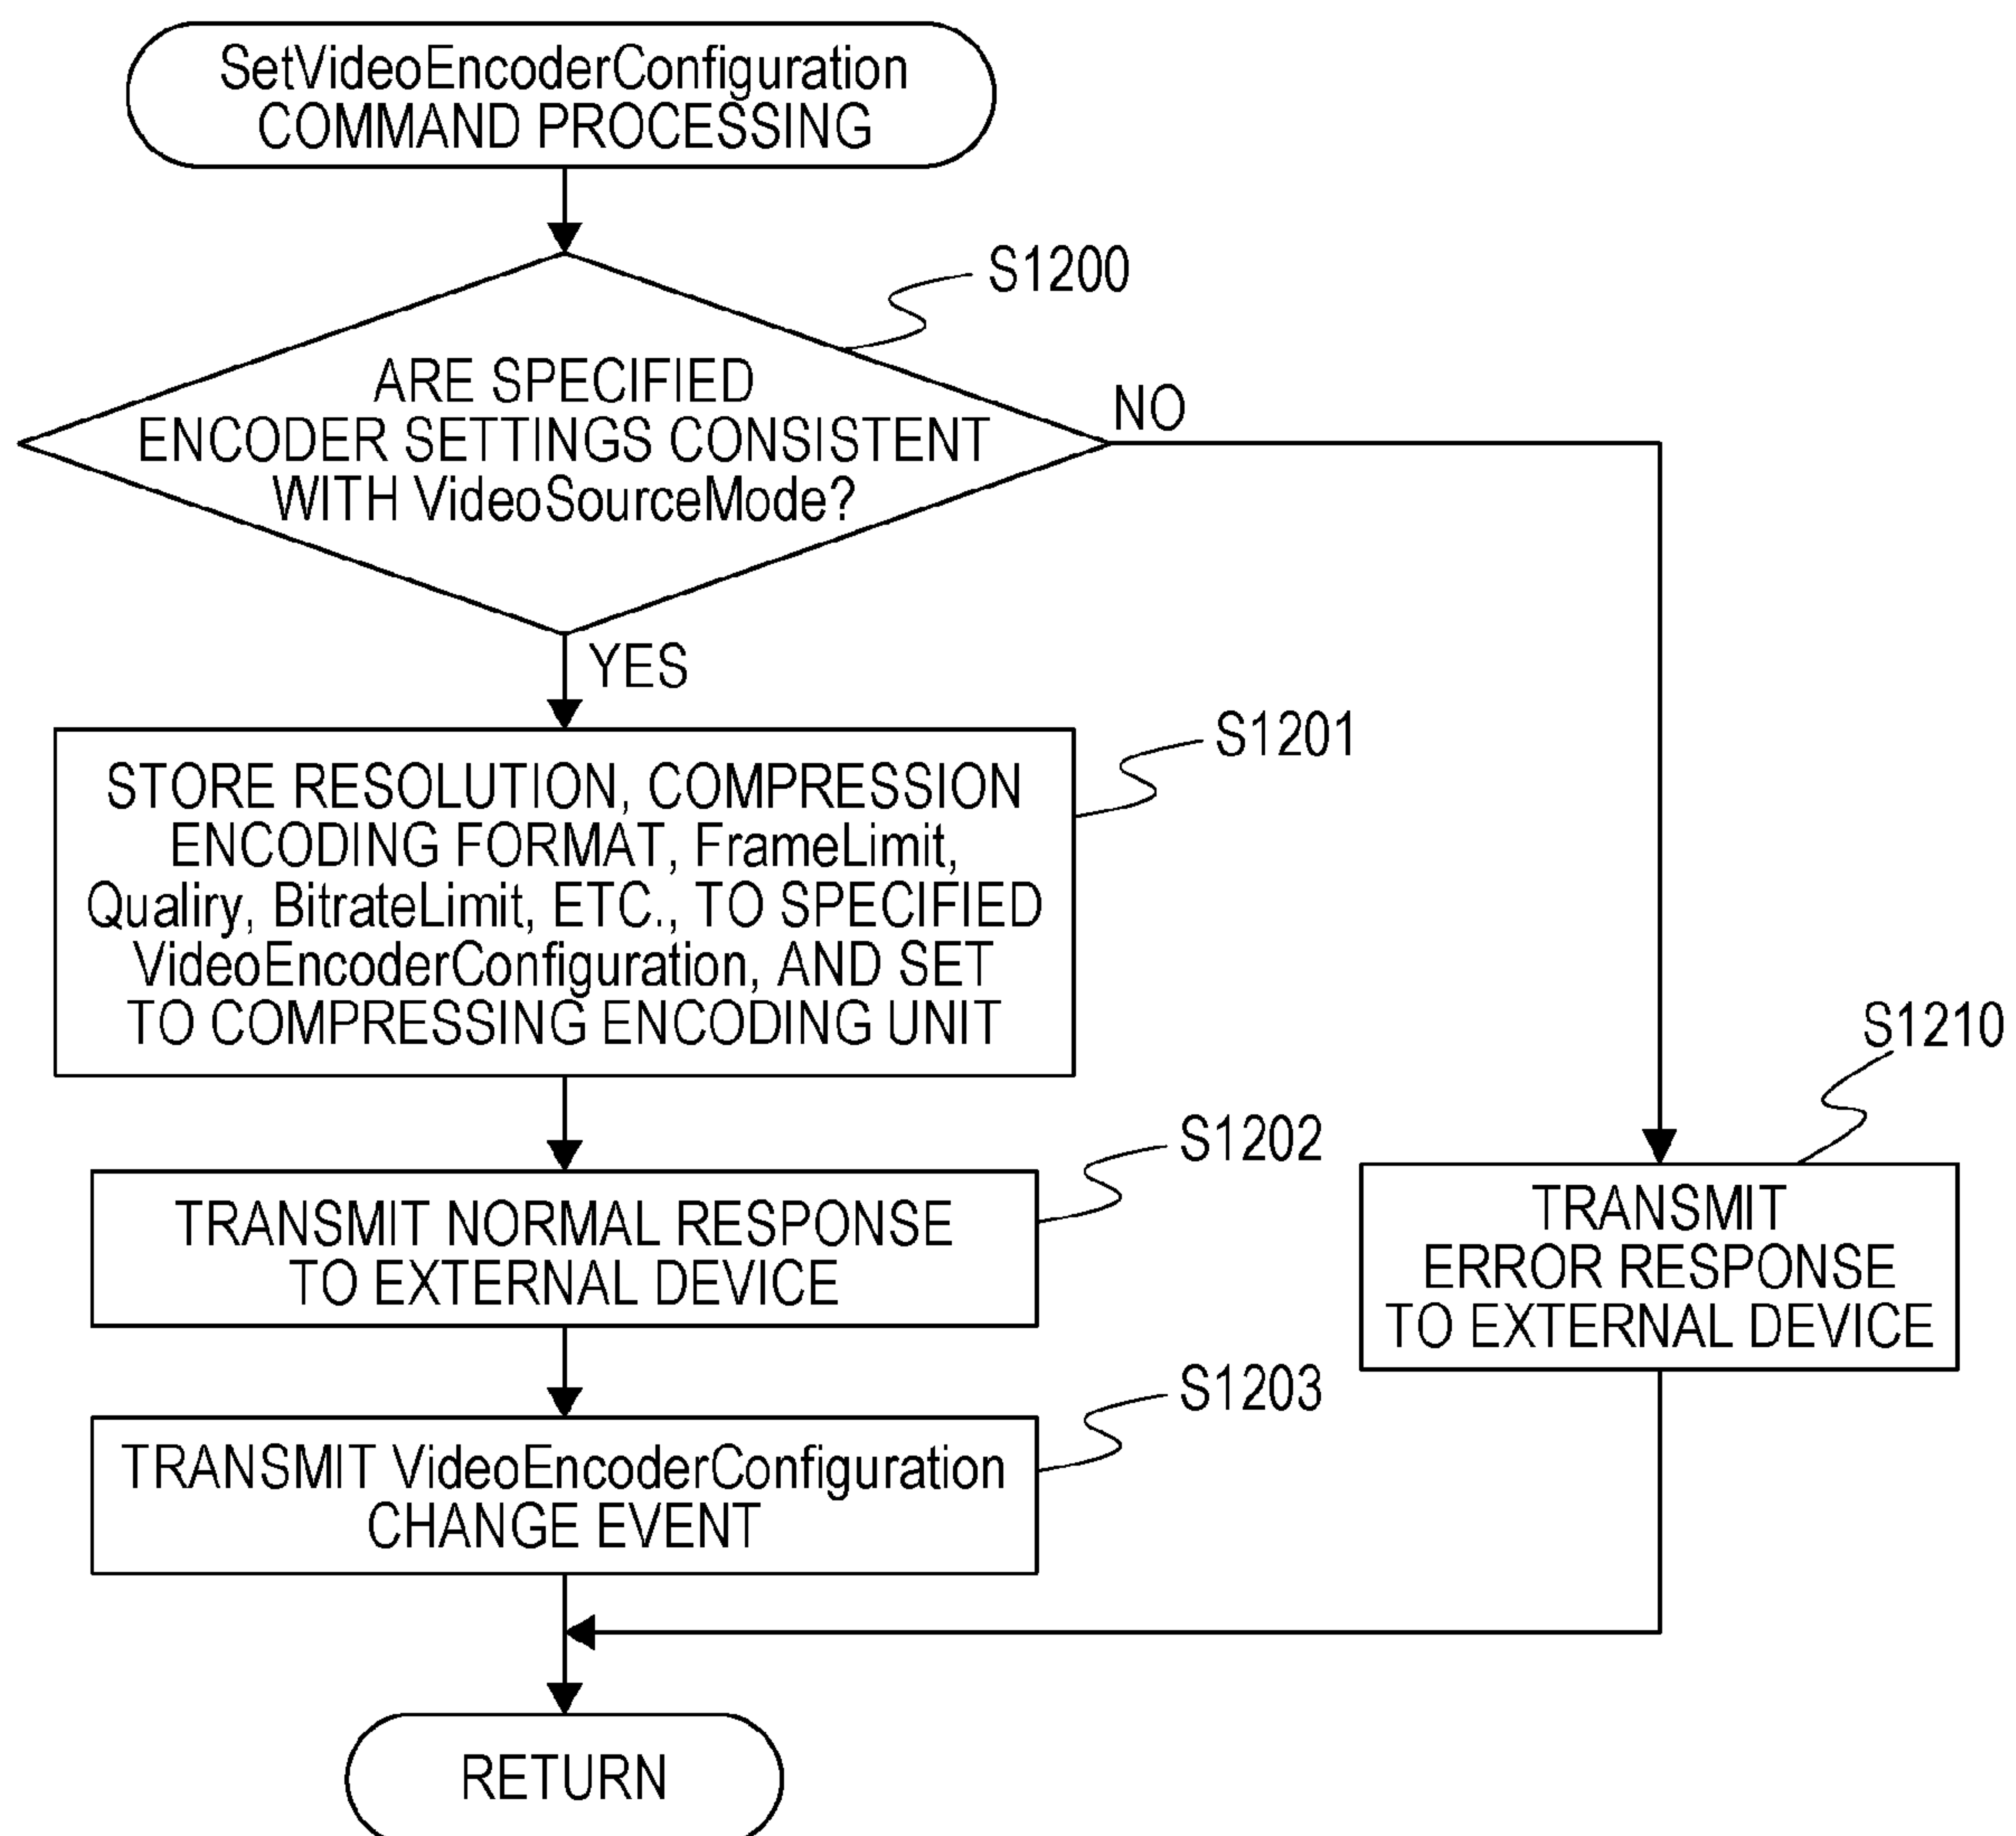 SetVideoEncoderConfiguration
COMMAND PROCESSING
S1200
ARE SPECIFIED
ENCODER SETTINGS CONSISTENT
WITH VideoSourceMode?
NO
YES
S1201
STORE RESOLUTION, COMPRESSION
ENCODING FORMAT, FrameLimit,
Qualiry, BitrateLimit, ETC., TO SPECIFIED
VideoEncoderConfiguration, AND SET
TO COMPRESSING ENCODING UNIT
S1202
TRANSMIT NORMAL RESPONSE
TO EXTERNAL DEVICE
S1210
TRANSMIT
ERROR RESPONSE
TO EXTERNAL DEVICE
S1203
TRANSMIT VideoEncoderConfiguration
CHANGE EVENT
RETURN